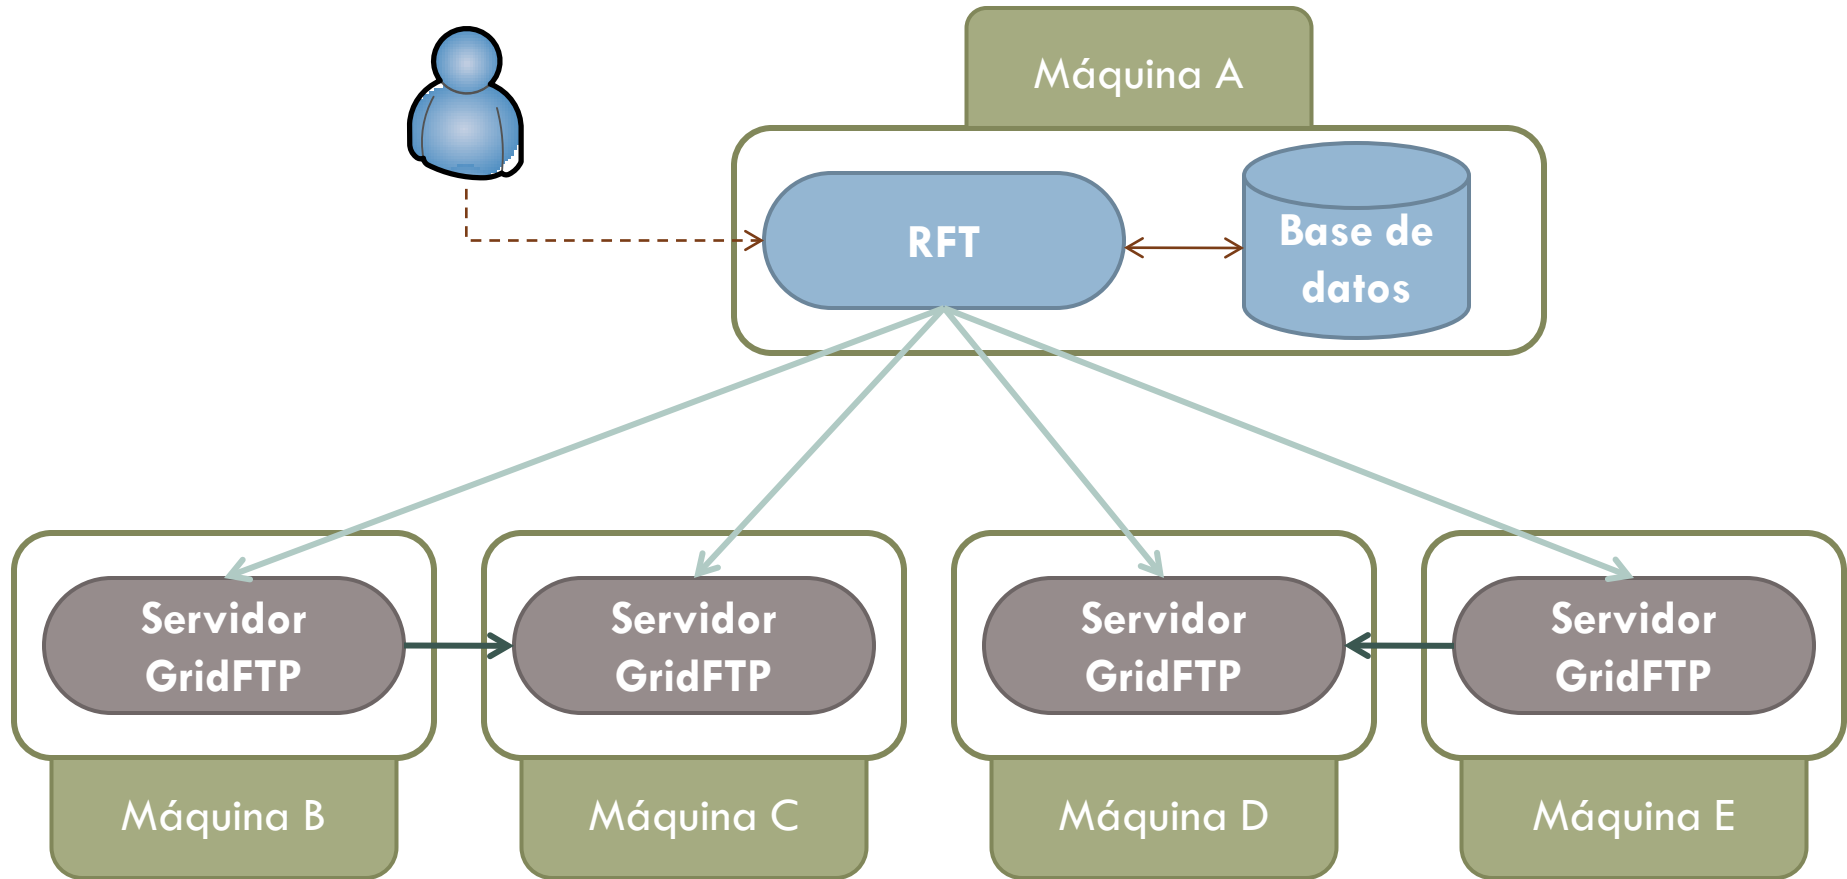 Máquina A
RFT
Base de
datos
Servidor
GridFTP
Servidor
GridFTP
Servidor
GridFTP
Servidor
GridFTP
Máquina B
Máquina C
Máquina D
Máquina E